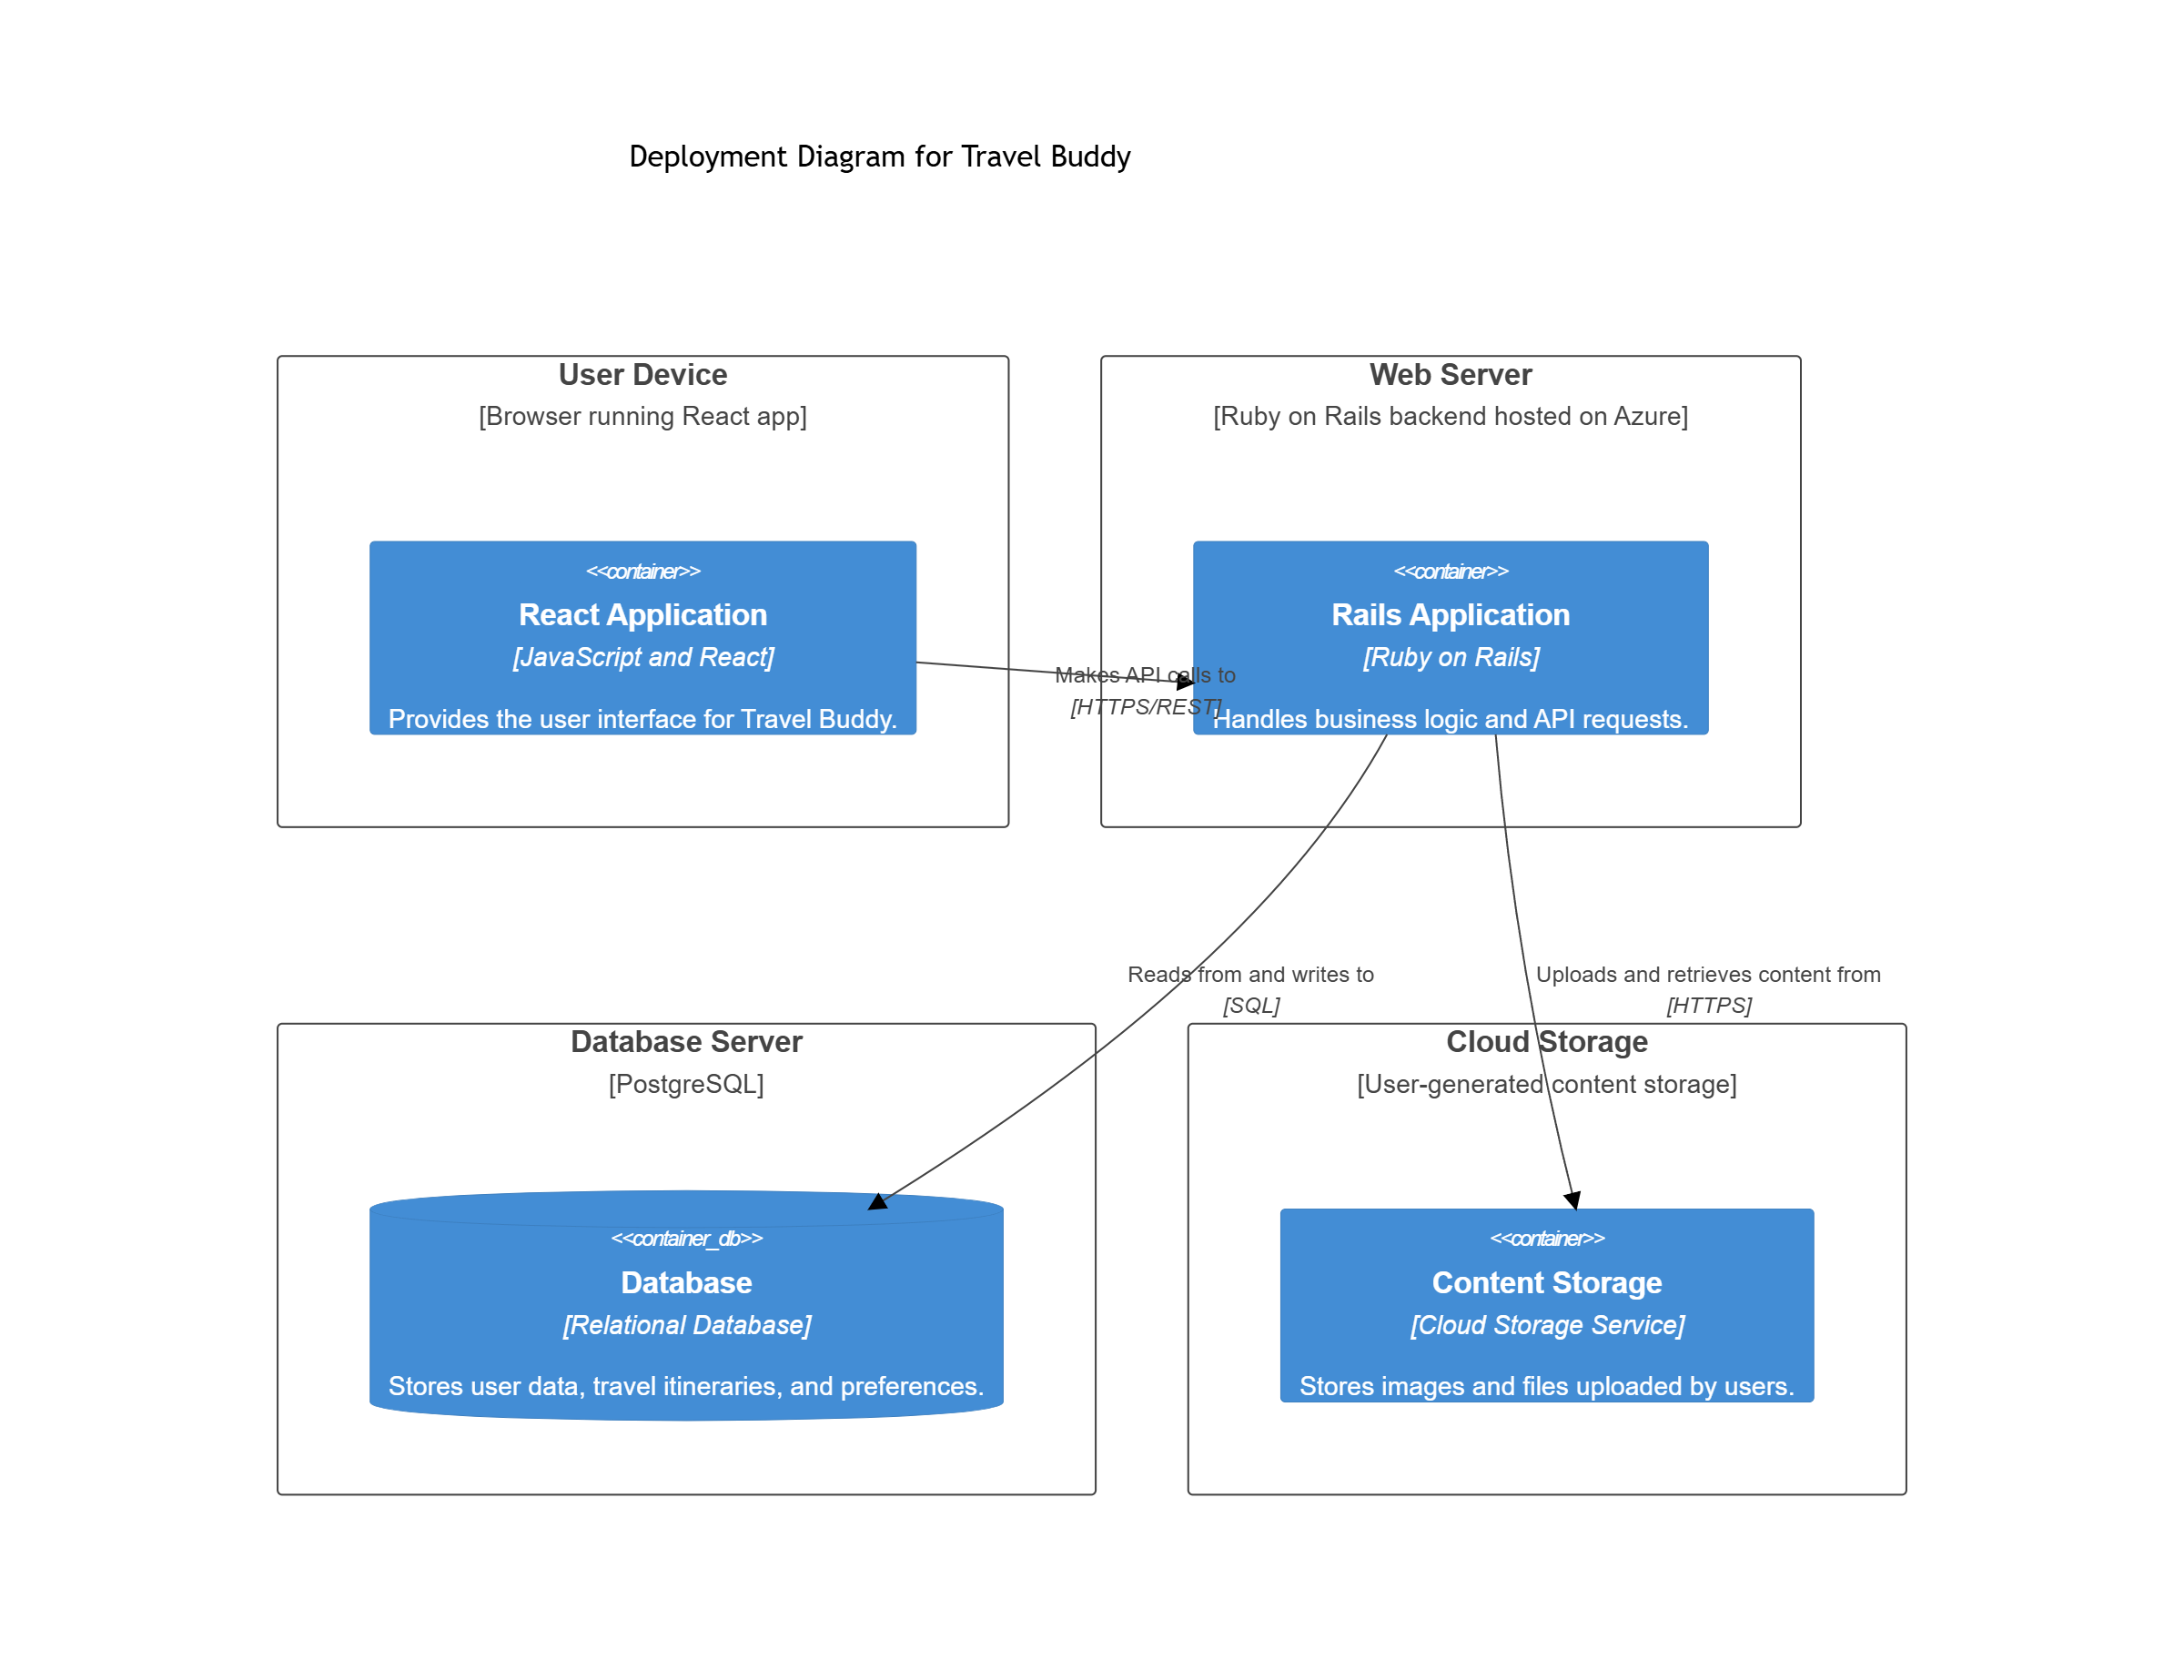 Deployment Diagram for Travel Buddy
User Device
[Browser running React app]
<<container>>
React Application
[JavaScript and React]
Provides the user interface for Travel Buddy.
Makes API calls to
[HTTPS/REST]
Web Server
[Ruby on Rails backend hosted on Azure]
<<container>>
Rails Application
[Ruby on Rails]
Handles business logic and API requests.
Reads from and writes to
[SQL]
Uploads and retrieves content from
[HTTPS]
Database Server
[PostgreSQL]
<<container_db>>
Database
[Relational Database]
Stores user data, travel itineraries, and preferences.
Cloud Storage
[User-generated content storage]
<<container>>
Content Storage
[Cloud Storage Service]
Stores images and files uploaded by users.